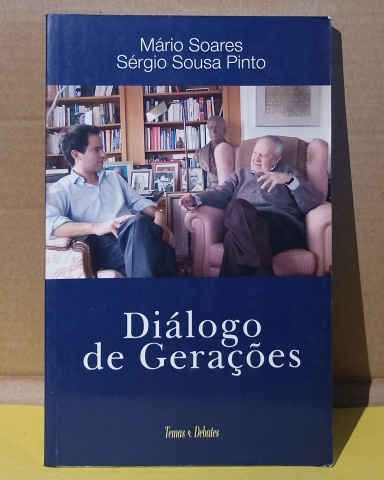 Mário Soares
Sérgio Sousa Pinto
Diálogo
de Gerações
Temas e Debates